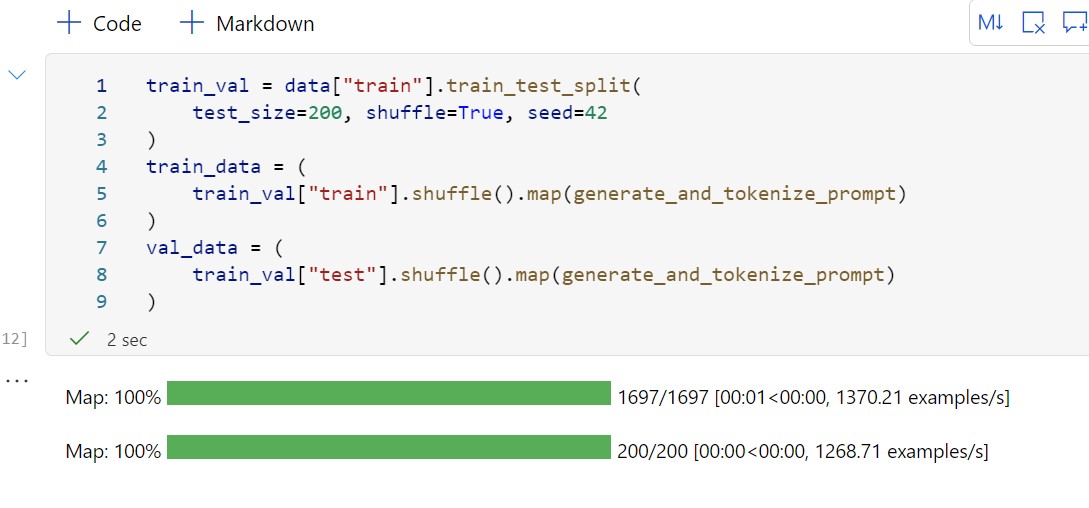 + Code + Markdown M↓
1 train_val = data["train"].train_test_split(
2     test_size=200, shuffle=True, seed=42
3 )
4 train_data = (
5     train_val["train"].shuffle().map(generate_and_tokenize_prompt)
6 )
7 val_data = (
8     train_val["test"].shuffle().map(generate_and_tokenize_prompt)
9 )
12] ✓ 2 sec
...
Map: 100% 1697/1697 [00:01<00:00, 1370.21 examples/s]
Map: 100% 200/200 [00:00<00:00, 1268.71 examples/s]